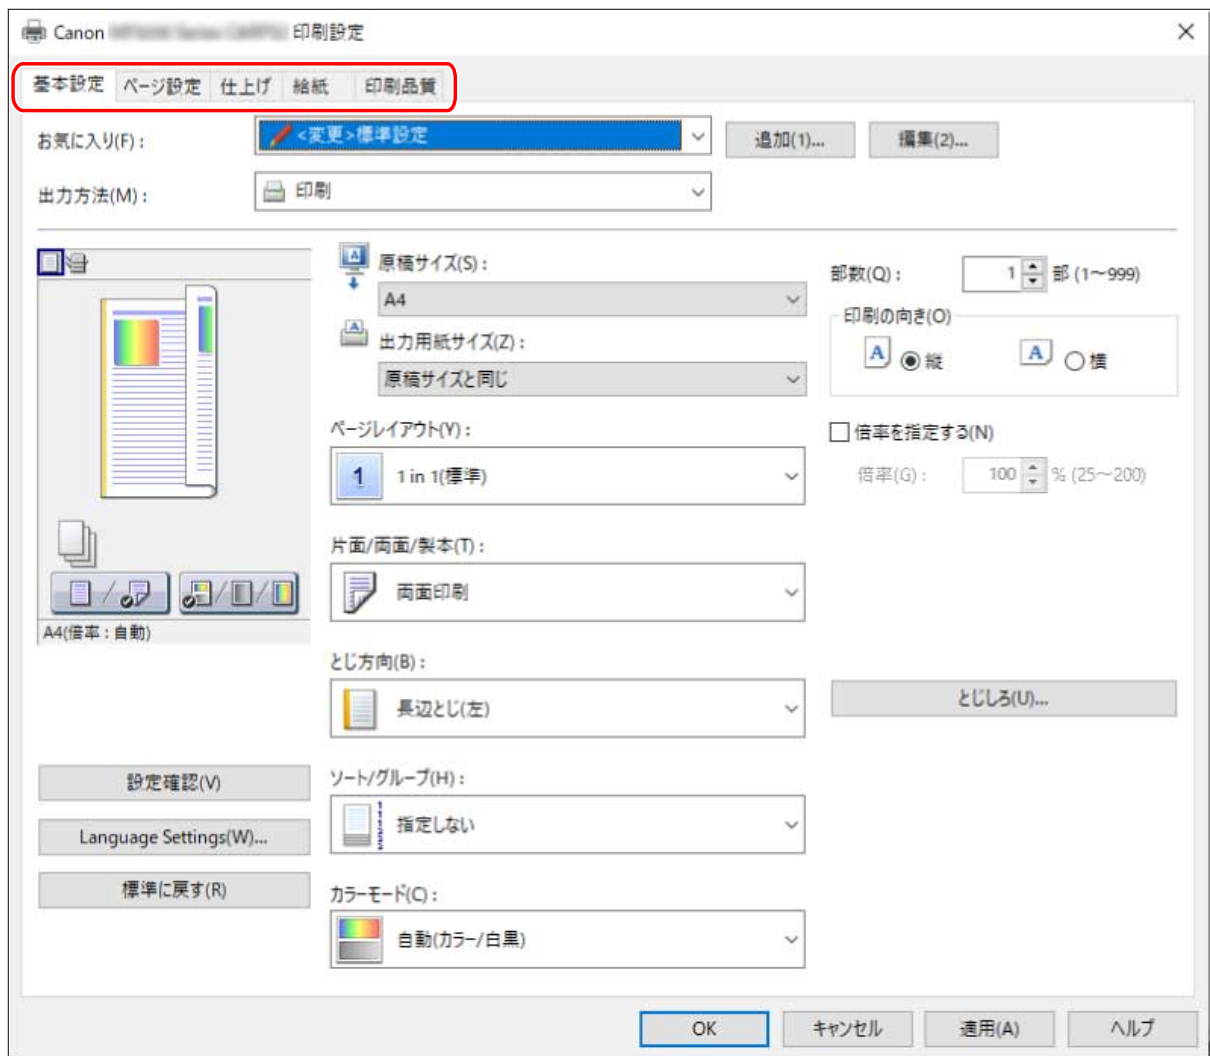 Canon 印刷設定
基本設定 ページ設定 仕上げ 給紙 印刷品質
お気に入り(F): <変更>標準設定 追加(1)... 編集(2)...
出力方法(M): 印刷
原稿サイズ(S):
A4
部数(Q): 1 部 (1～999)
出力用紙サイズ(Z):
原稿サイズと同じ
印刷の向き(O)
A 縦 A 横
ページレイアウト(Y):
1 1 in 1(標準)
倍率を指定する(N)
倍率(G): 100 % (25～200)
片面/両面/製本(T):
両面印刷
A4(倍率:自動)
とじ方向(B):
長辺とじ(左)
とじしろ(U)...
設定確認(V)
Language Settings(W)...
標準に戻す(R)
ソート/グループ(H):
指定しない
カラーモード(C):
自動(カラー/白黒)
OK キャンセル 適用(A) ヘルプ